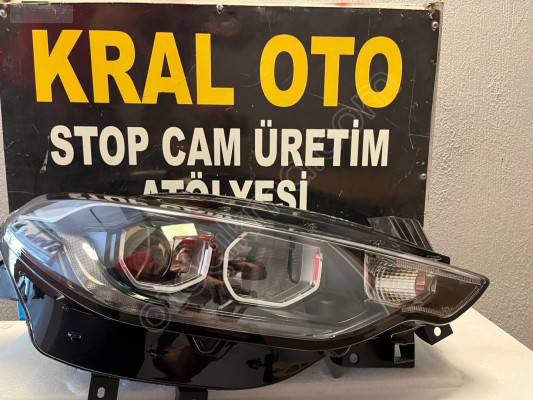 KRAL OTO
STOP CAM ÜRETİM
ATÖLYESİ